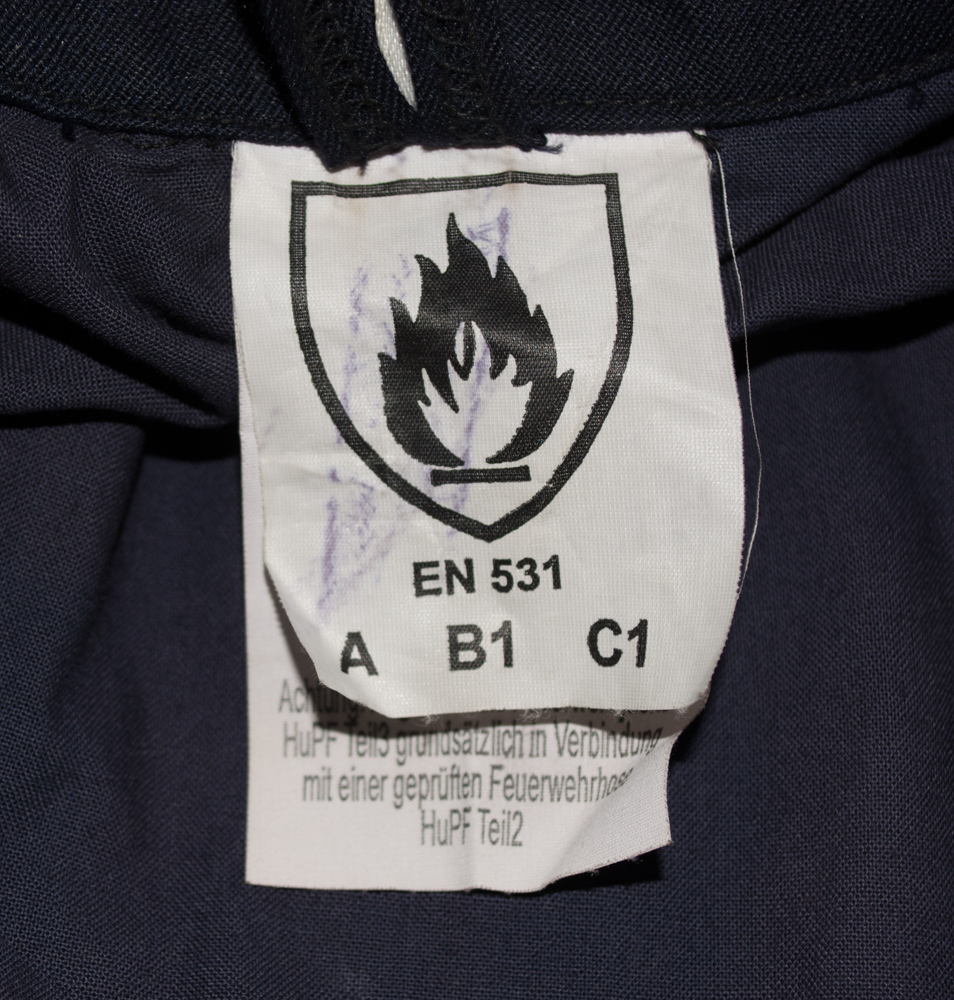 EN 531
A B1 C1
HuPF Teil3 grundsätzlich in Verbindung
mit einer geprüften Feuerwehrhose
HuPF Teil2